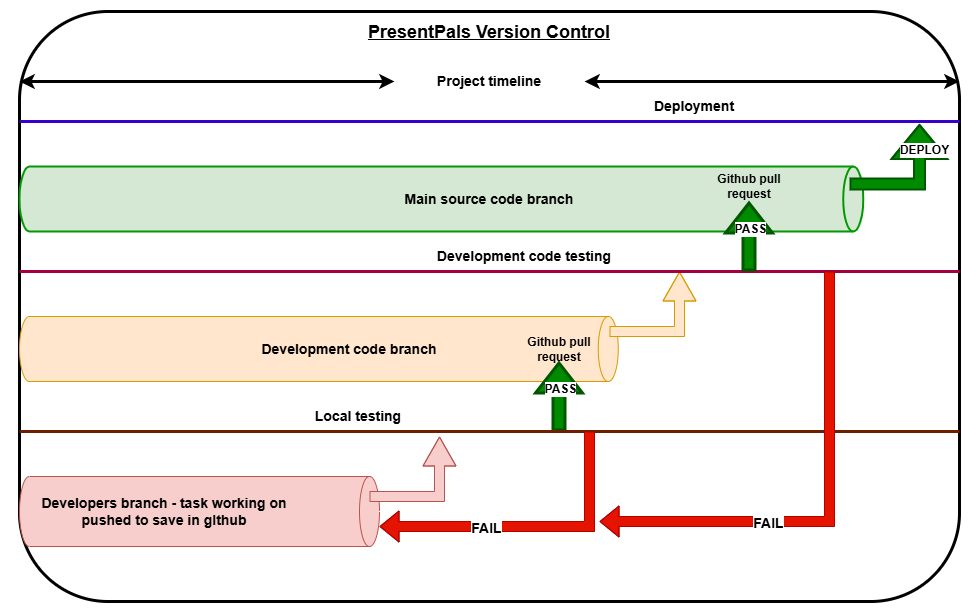 PresentPals Version Control
Project timeline
Deployment
DEPLOY
Github pull
request
Main source code branch
PASS
Development code testing
Github pull
request
Development code branch
PASS
Local testing
Developers branch - task working on
pushed to save in github
FAIL
FAIL